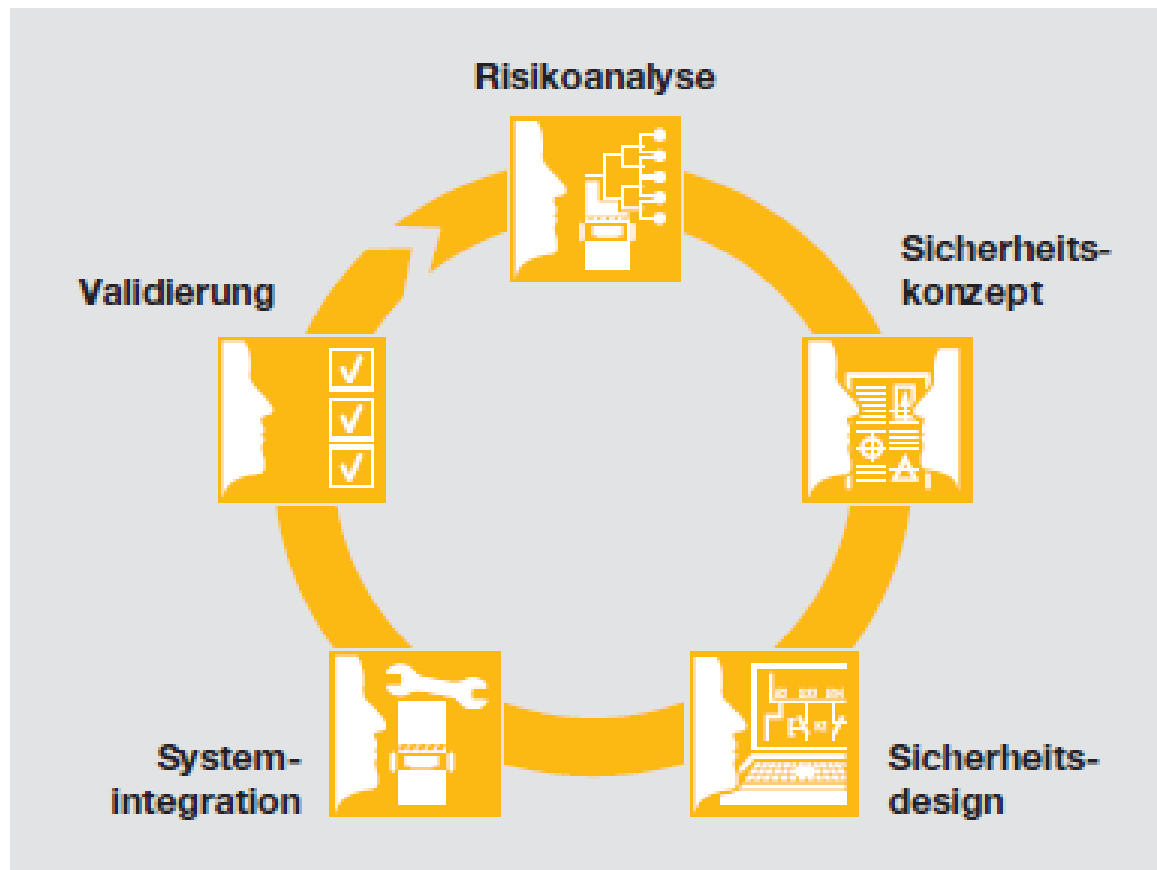 Risikoanalyse
Sicherheits-
konzept
Validierung
System-
integration
Sicherheits-
design